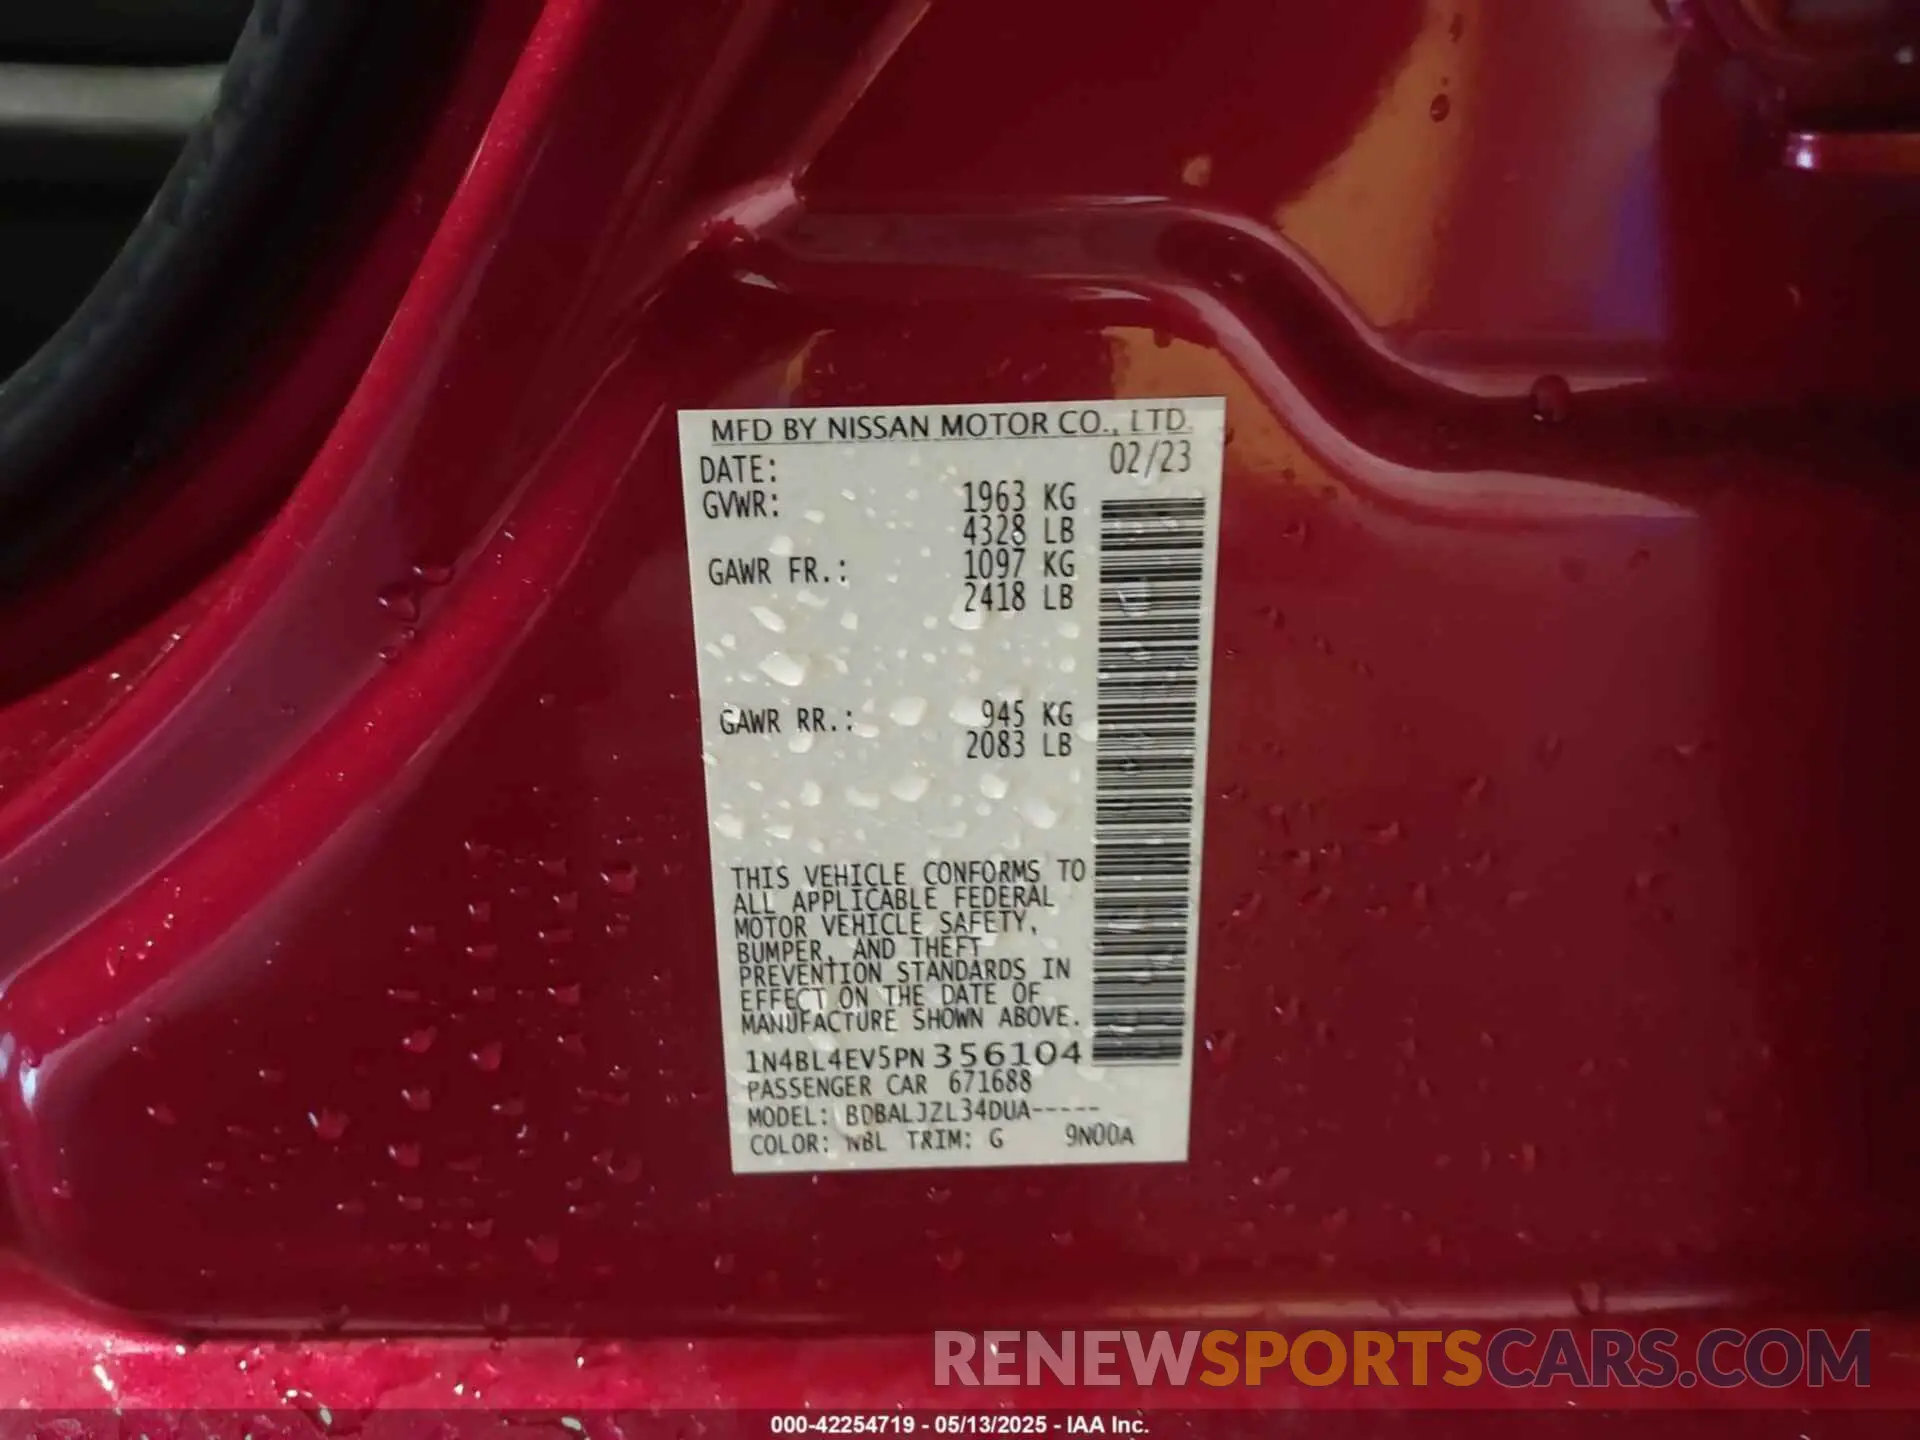 MFD BY NISSAN MOTOR CO., LTD.
DATE: 02/23
GVWR: 1963 KG
4328 LB
GAWR FR.: 1097 KG
2418 LB
GAWR RR.: 945 KG
2083 LB
THIS VEHICLE CONFORMS TO
ALL APPLICABLE FEDERAL
MOTOR VEHICLE SAFETY,
BUMPER, AND THEFT
PREVENTION STANDARDS IN
EFFECT ON THE DATE OF
MANUFACTURE SHOWN ABOVE.
1N4BL4EV5PN356104
PASSENGER CAR 671688
MODEL: BDBALJZL34DUA-----
COLOR: NBL TRIM: G 9N00A
RENEWSPORTSCARS.COM
000-42254719 - 05/13/2025 - IAA Inc.